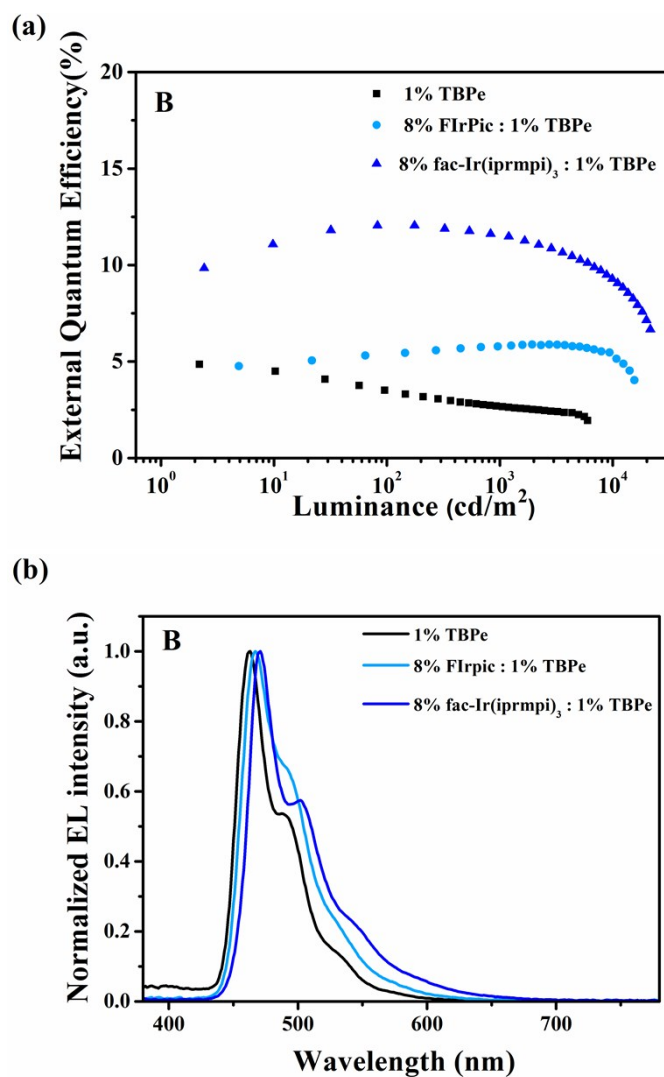 (a)
External Quantum Efficiency(%)
20
15
10
5
0
B
1% TBPe
8% FIrPic : 1% TBPe
8% fac-Ir(iprmpi)₃ : 1% TBPe
10⁰ 10¹ 10² 10³ 10⁴
Luminance (cd/m²)
(b)
Normalized EL intensity (a.u.)
1.0
0.8
0.6
0.4
0.2
0.0
B
1% TBPe
8% FIrpic : 1% TBPe
8% fac-Ir(iprmpi)₃ : 1% TBPe
400 500 600 700
Wavelength (nm)